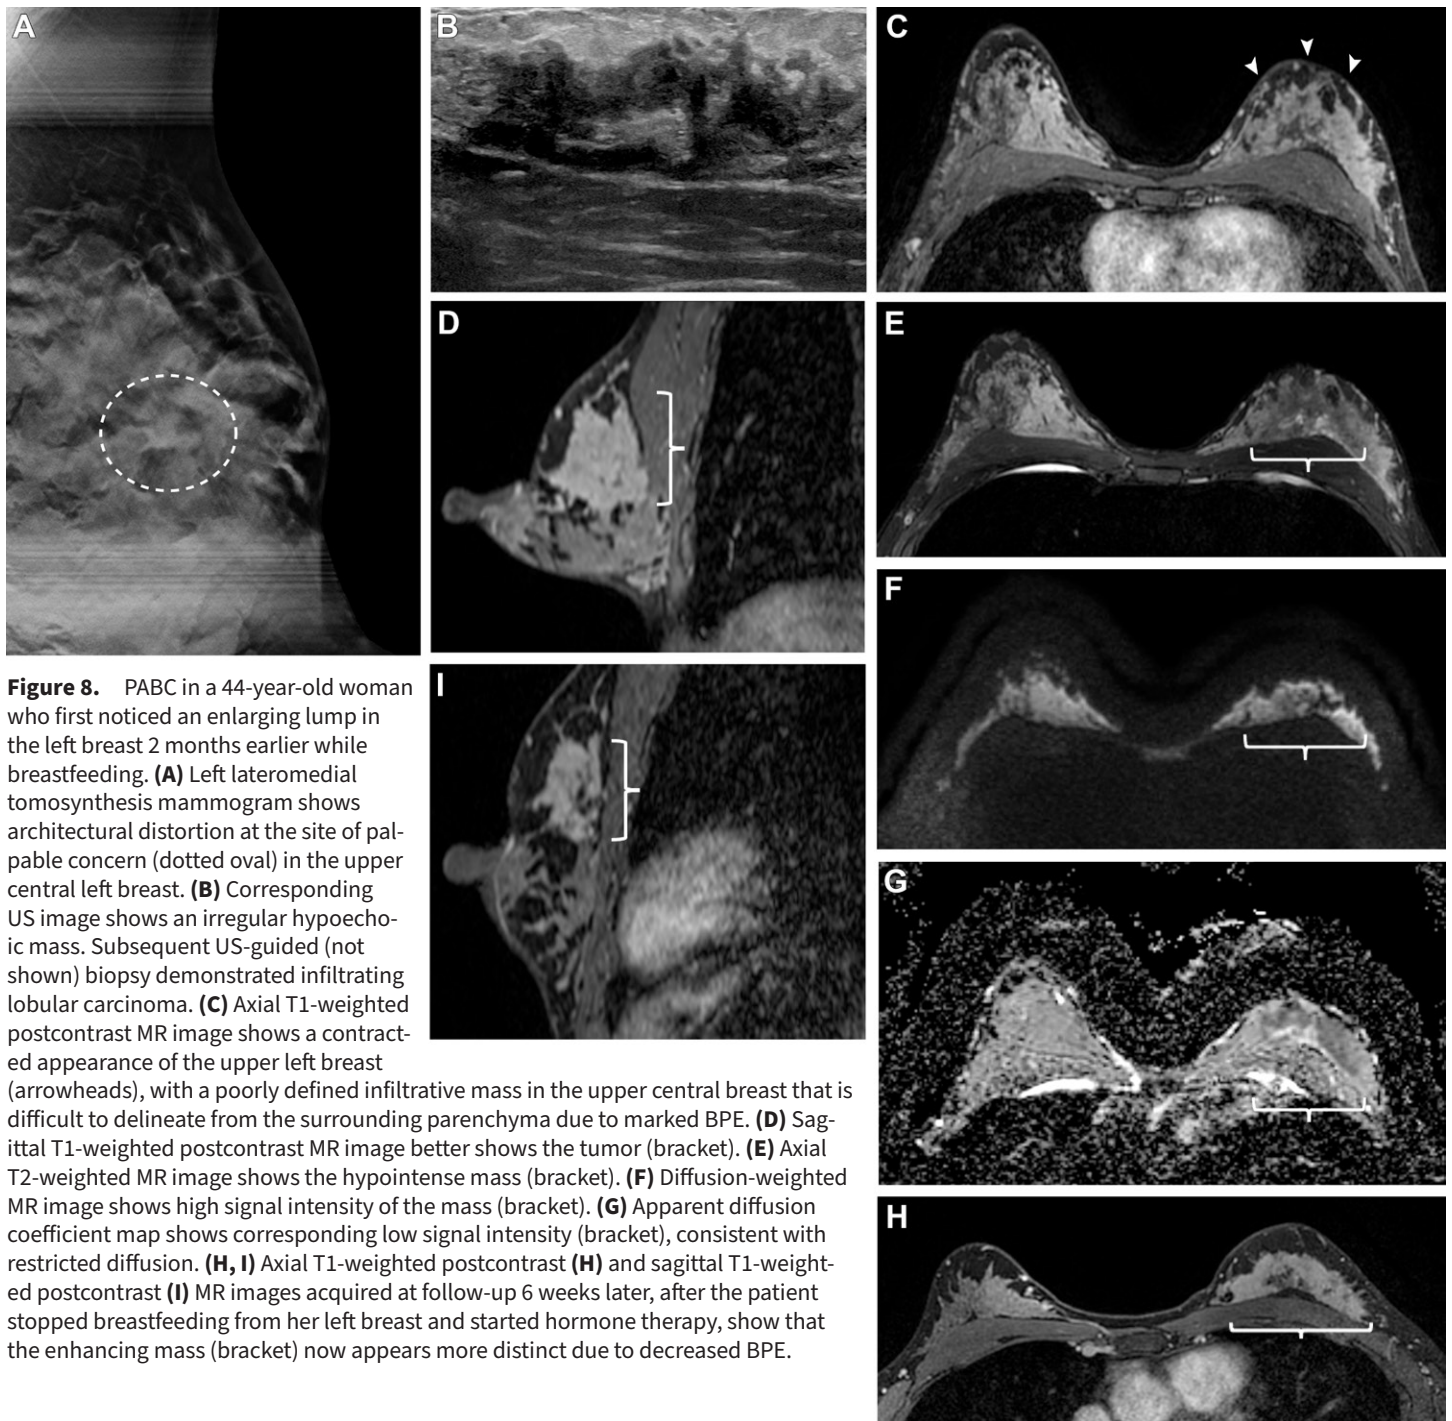 A
B
C
D
E
F
G
H
I
Figure 8. PABC in a 44-year-old woman
who first noticed an enlarging lump in
the left breast 2 months earlier while
breastfeeding. (A) Left lateromedial
tomosynthesis mammogram shows
architectural distortion at the site of pal-
pable concern (dotted oval) in the upper
central left breast. (B) Corresponding
US image shows an irregular hypoecho-
ic mass. Subsequent US-guided (not
shown) biopsy demonstrated infiltrating
lobular carcinoma. (C) Axial T1-weighted
postcontrast MR image shows a contract-
ed appearance of the upper left breast
(arrowheads), with a poorly defined infiltrative mass in the upper central breast that is
difficult to delineate from the surrounding parenchyma due to marked BPE. (D) Sag-
ittal T1-weighted postcontrast MR image better shows the tumor (bracket). (E) Axial
T2-weighted MR image shows the hypointense mass (bracket). (F) Diffusion-weighted
MR image shows high signal intensity of the mass (bracket). (G) Apparent diffusion
coefficient map shows corresponding low signal intensity (bracket), consistent with
restricted diffusion. (H, I) Axial T1-weighted postcontrast (H) and sagittal T1-weight-
ed postcontrast (I) MR images acquired at follow-up 6 weeks later, after the patient
stopped breastfeeding from her left breast and started hormone therapy, show that
the enhancing mass (bracket) now appears more distinct due to decreased BPE.